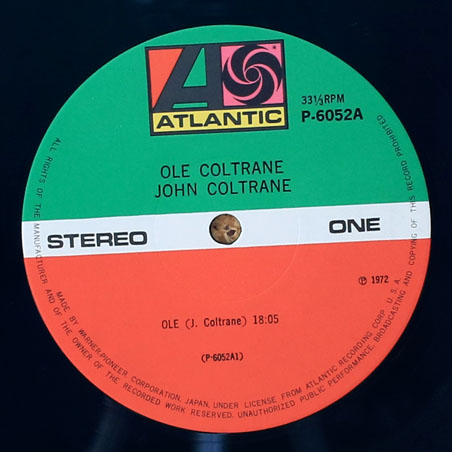 ATLANTIC
33⅓RPM
P-6052A
OLE COLTRANE
JOHN COLTRANE
STEREO
ONE
℗ 1972
OLE (J. Coltrane) 18:05
(P-6052A1)
ALL RIGHTS OF THE MANUFACTURER AND OF THE OWNER OF THE RECORDED WORK RESERVED. UNAUTHORIZED PUBLIC PERFORMANCE, BROADCASTING AND COPYING OF THIS RECORD PROHIBITED
MADE BY WARNER-PIONEER CORPORATION, JAPAN, UNDER LICENSE FROM ATLANTIC RECORDING CORP. U.S.A.